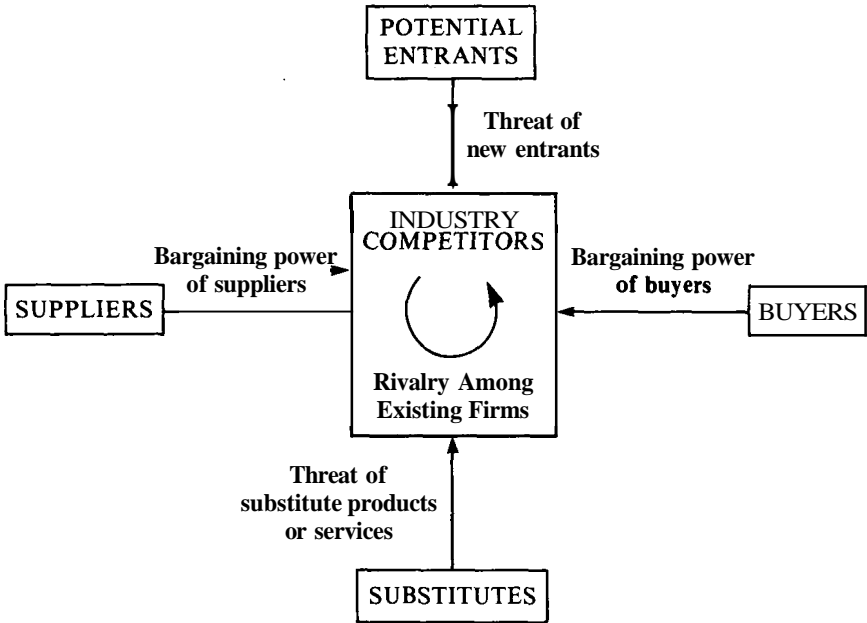 POTENTIAL
ENTRANTS
Threat of
new entrants
INDUSTRY
COMPETITORS
Bargaining power
of suppliers
Bargaining power
of buyers
SUPPLIERS
BUYERS
Rivalry Among
Existing Firms
Threat of
substitute products
or services
SUBSTITUTES